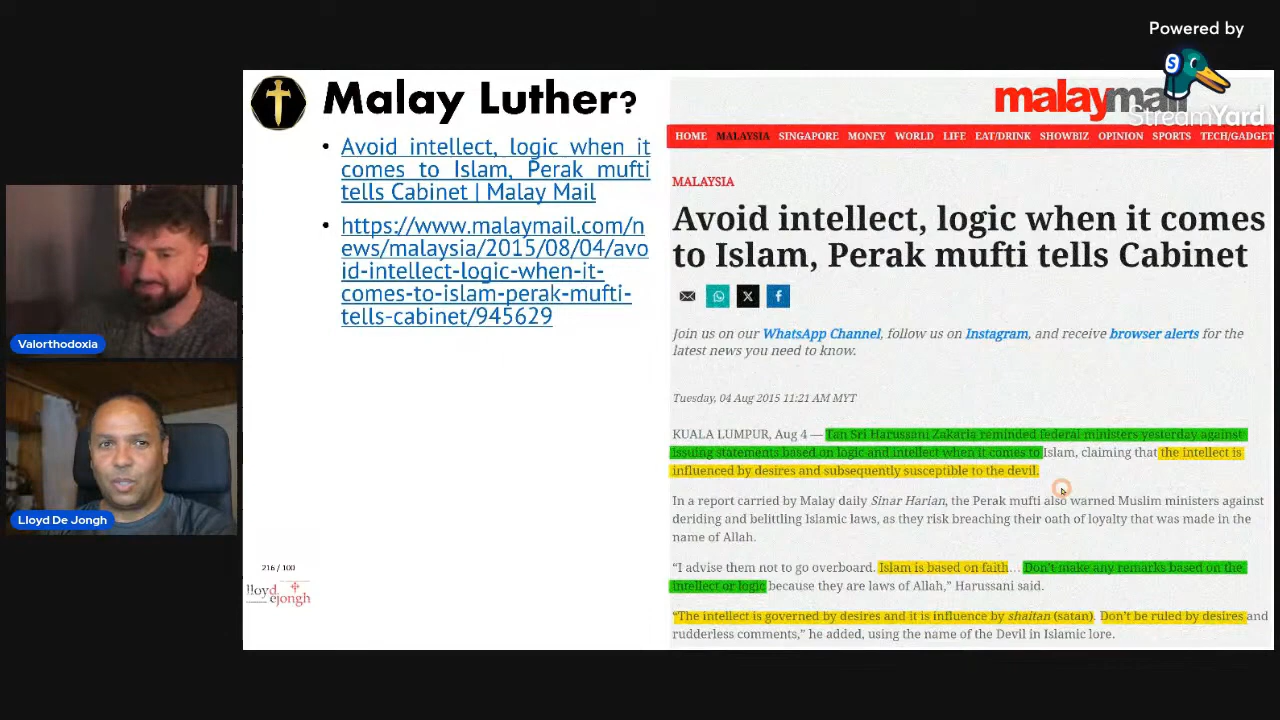 Powered by
StreamYard
Malay Luther?
• Avoid intellect, logic when it
comes to Islam, Perak mufti
tells Cabinet | Malay Mail
• https://www.malaymail.com/n
ews/malaysia/2015/08/04/avo
id-intellect-logic-when-it-
comes-to-islam-perak-mufti-
tells-cabinet/945629
216 / 100
lloyd
dejongh
malaymail
HOME MALAYSIA SINGAPORE MONEY WORLD LIFE EAT/DRINK SHOWBIZ OPINION SPORTS TECH/GADGET
MALAYSIA
Avoid intellect, logic when it comes
to Islam, Perak mufti tells Cabinet
Join us on our WhatsApp Channel, follow us on Instagram, and receive browser alerts for the
latest news you need to know.
Tuesday, 04 Aug 2015 11:21 AM MYT
KUALA LUMPUR, Aug 4 — Tan Sri Harussani Zakaria reminded federal ministers yesterday against
issuing statements based on logic and intellect when it comes to Islam, claiming that the intellect is
influenced by desires and subsequently susceptible to the devil.
In a report carried by Malay daily Sinar Harian, the Perak mufti also warned Muslim ministers against
deriding and belittling Islamic laws, as they risk breaching their oath of loyalty that was made in the
name of Allah.
“I advise them not to go overboard. Islam is based on faith… Don’t make any remarks based on the
intellect or logic because they are laws of Allah,” Harussani said.
“The intellect is governed by desires and it is influence by shaitan (satan). Don’t be ruled by desires and
rudderless comments,” he added, using the name of the Devil in Islamic lore.
Valorthodoxia
Lloyd De Jongh